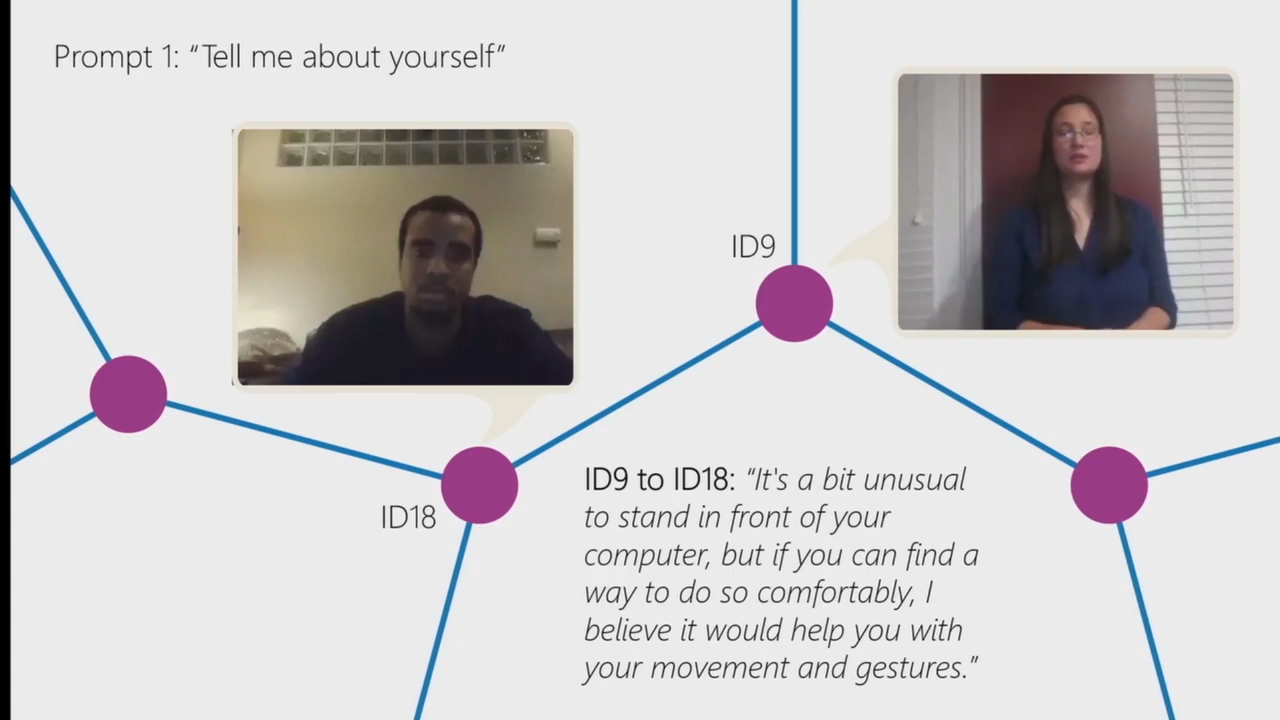 Prompt 1: “Tell me about yourself”
ID9
ID18
ID9 to ID18: “It's a bit unusual
to stand in front of your
computer, but if you can find a
way to do so comfortably, I
believe it would help you with
your movement and gestures.”